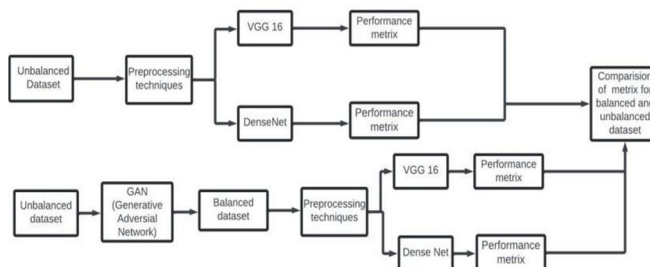 Unbalanced
Dataset
Preprocessing
techniques
VGG 16
Performance
metrix
DenseNet
Performance
metrix
Comparision
of metrix for
balanced and
unbalanced
dataset
Unbalanced
dataset
GAN
(Generative
Adversial
Network)
Balanced
dataset
Preprocessing
techniques
VGG 16
Performance
metrix
Dense Net
Performance
metrix